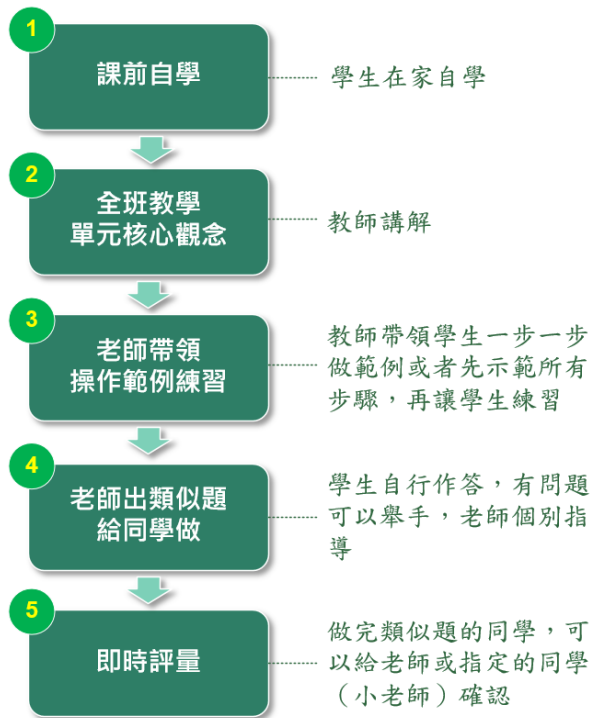 1
課前自學
學生在家自學
2
全班教學
單元核心觀念
教師講解
3
老師帶領
操作範例練習
教師帶領學生一步一步
做範例或者先示範所有
步驟，再讓學生練習
4
老師出類似題
給同學做
學生自行作答，有問題
可以舉手，老師個別指
導
5
即時評量
做完類似題的同學，可
以給老師或指定的同學
（小老師）確認